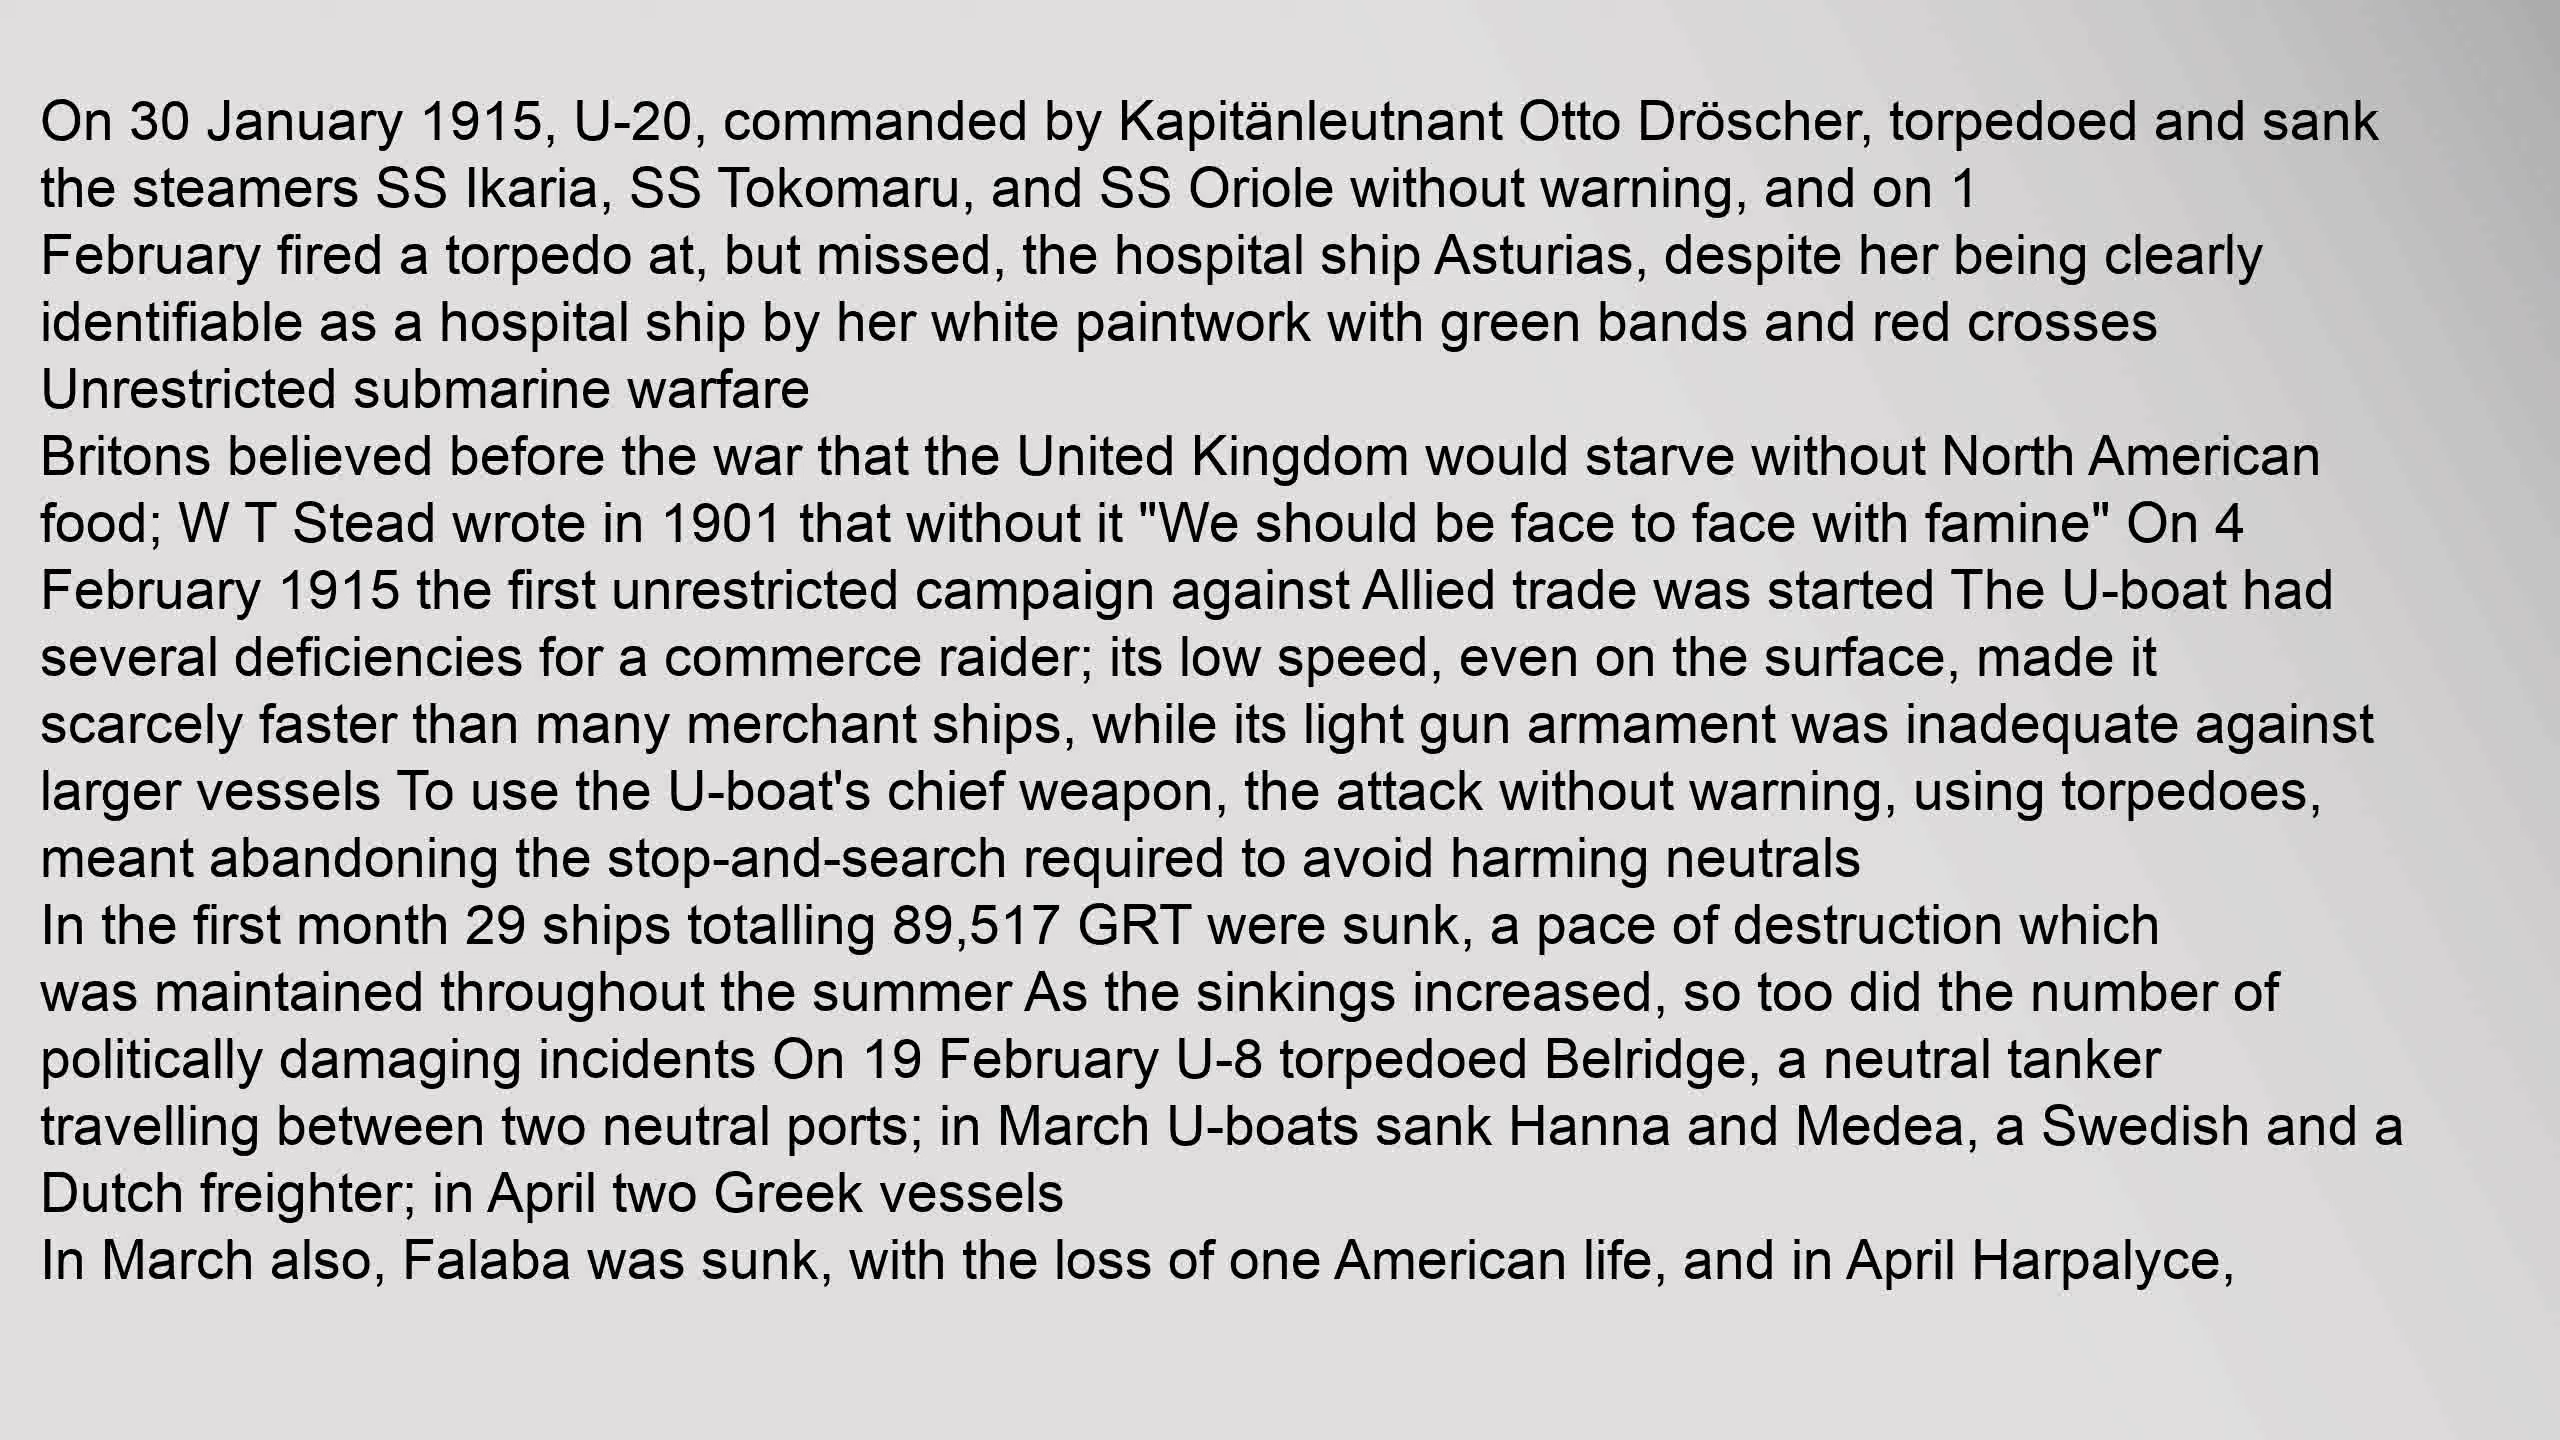 On 30 January 1915, U-20, commanded by Kapitänleutnant Otto Dröscher, torpedoed and sank
the steamers SS Ikaria, SS Tokomaru, and SS Oriole without warning, and on 1
February fired a torpedo at, but missed, the hospital ship Asturias, despite her being clearly
identifiable as a hospital ship by her white paintwork with green bands and red crosses
Unrestricted submarine warfare
Britons believed before the war that the United Kingdom would starve without North American
food; W T Stead wrote in 1901 that without it "We should be face to face with famine" On 4
February 1915 the first unrestricted campaign against Allied trade was started The U-boat had
several deficiencies for a commerce raider; its low speed, even on the surface, made it
scarcely faster than many merchant ships, while its light gun armament was inadequate against
larger vessels To use the U-boat's chief weapon, the attack without warning, using torpedoes,
meant abandoning the stop-and-search required to avoid harming neutrals
In the first month 29 ships totalling 89,517 GRT were sunk, a pace of destruction which
was maintained throughout the summer As the sinkings increased, so too did the number of
politically damaging incidents On 19 February U-8 torpedoed Belridge, a neutral tanker
travelling between two neutral ports; in March U-boats sank Hanna and Medea, a Swedish and a
Dutch freighter; in April two Greek vessels
In March also, Falaba was sunk, with the loss of one American life, and in April Harpalyce,